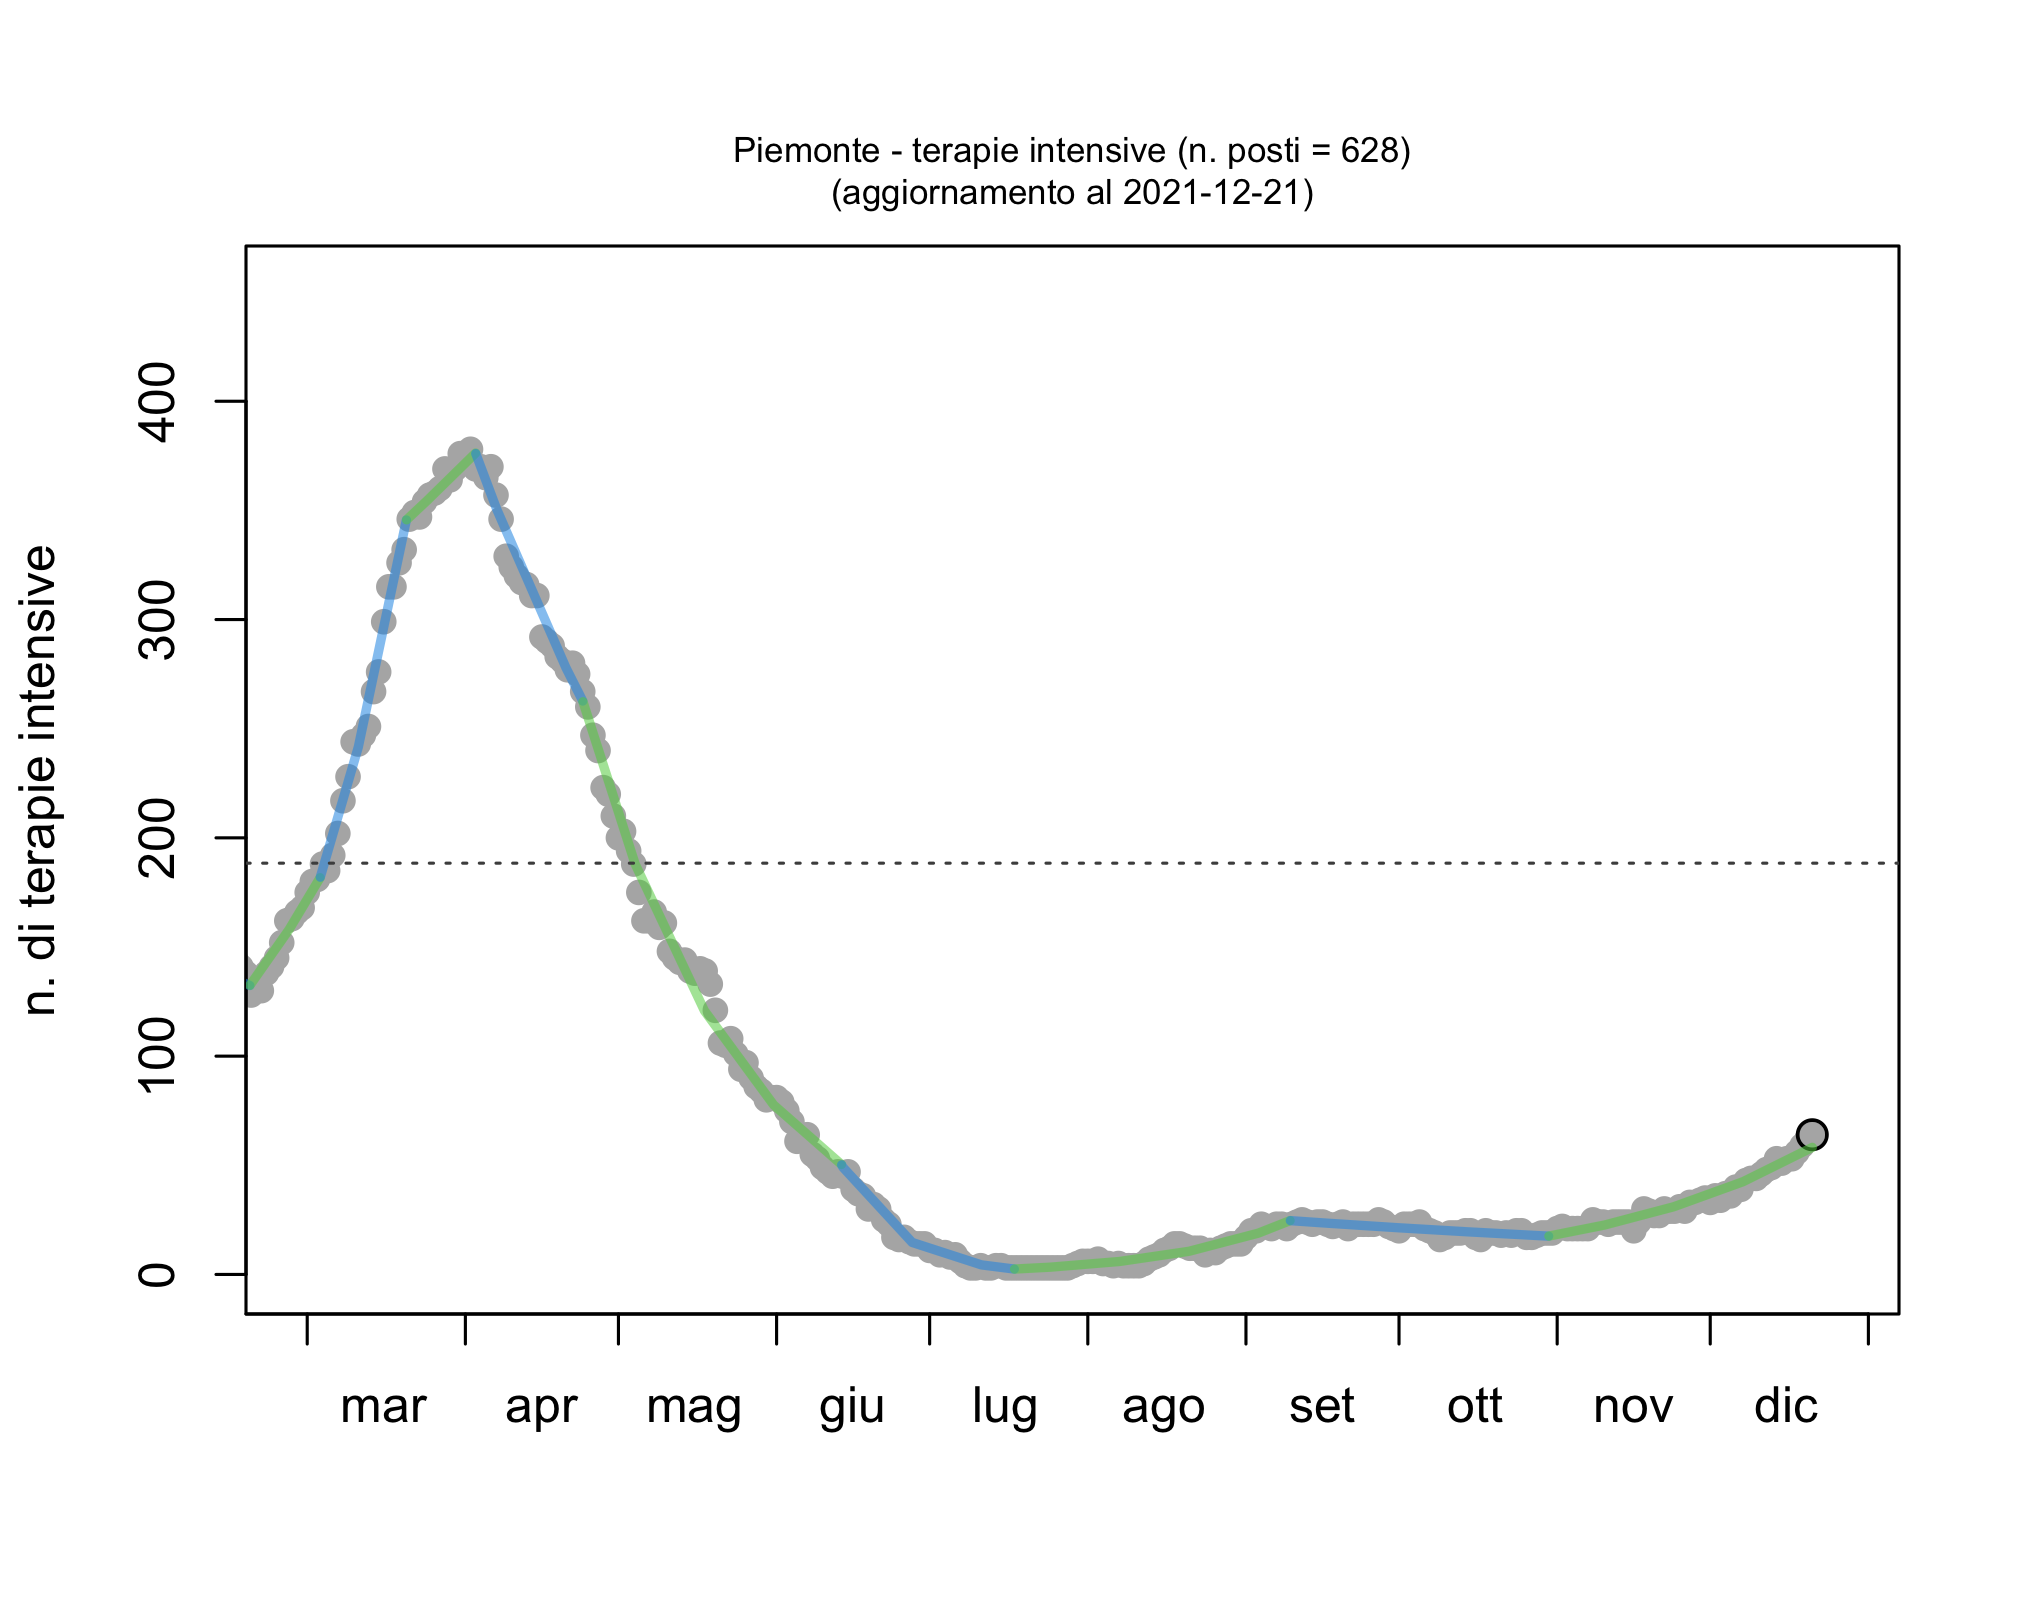 Piemonte - terapie intensive (n. posti = 628)
(aggiornamento al 2021-12-21)
n. di terapie intensive
400
300
200
100
0
mar apr mag giu lug ago set ott nov dic